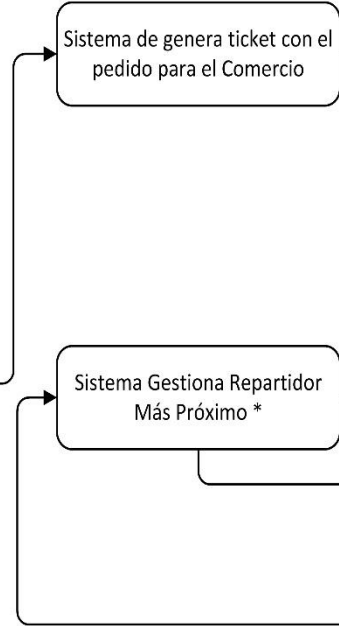 Sistema de genera ticket con el
pedido para el Comercio
Sistema Gestiona Repartidor
Más Próximo *